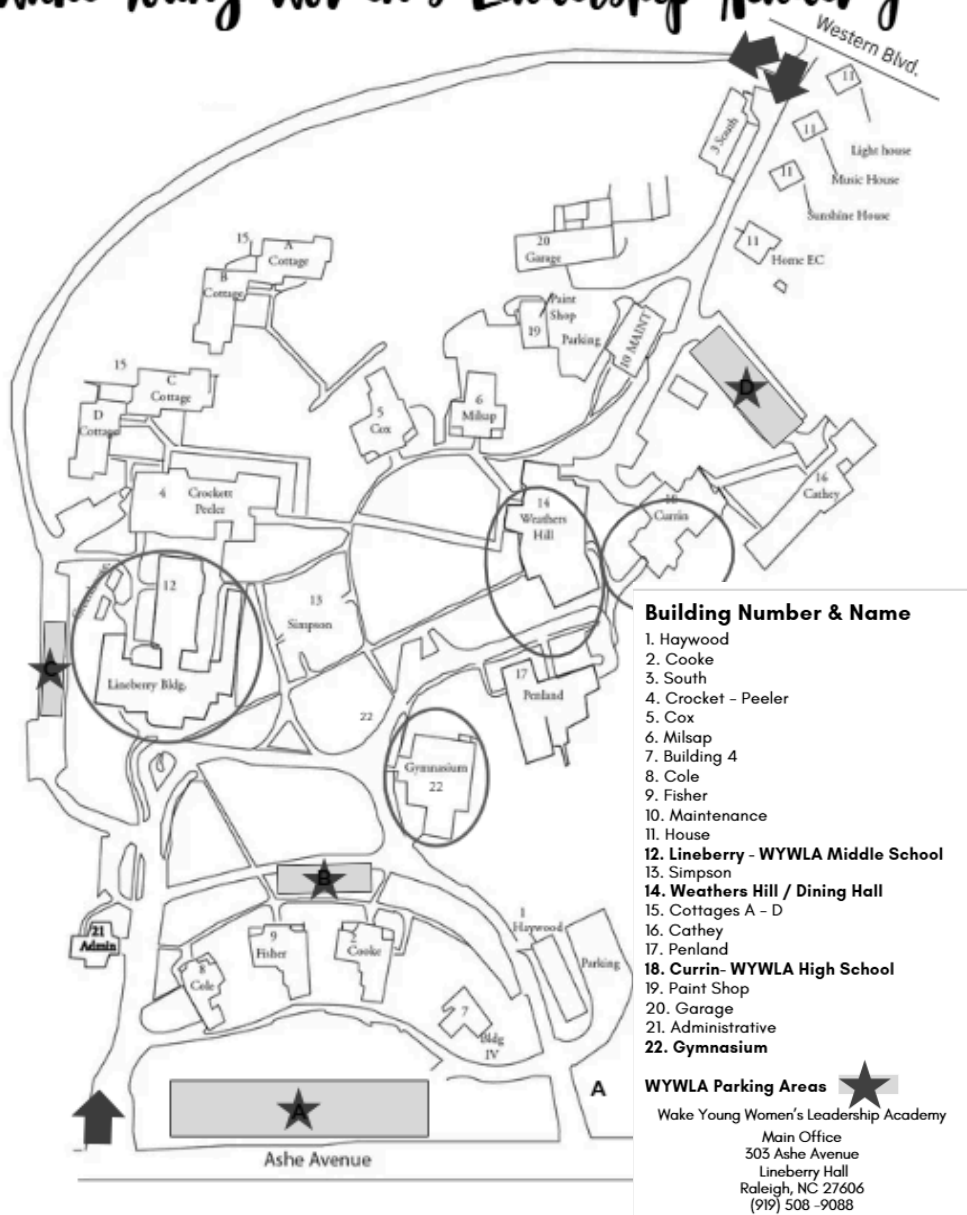 Western Blvd.
11
Light house
11
Music House
11
Sunshine House
11
Home EC
3 South
20
Garage
15
A
Cottage
B
Cottage
Paint
Shop
19
Parking
10 MAINT
15
C
Cottage
D
Cottage
5
Cox
6
Milsap
D
16
Cathey
4 Crockett
Peeler
14
Weathers
Hill
18
Currin
12
Lineberry Bldg.
13
Simpson
C
17
Penland
22
Gymnasium
22
B
21
Admin
9
Fisher
2
Cooke
8
Cole
1
Haywood
Parking
7
Bldg
IV
A
A
Ashe Avenue
Building Number & Name
1. Haywood
2. Cooke
3. South
4. Crocket - Peeler
5. Cox
6. Milsap
7. Building 4
8. Cole
9. Fisher
10. Maintenance
11. House
12. Lineberry - WYWLA Middle School
13. Simpson
14. Weathers Hill / Dining Hall
15. Cottages A - D
16. Cathey
17. Penland
18. Currin- WYWLA High School
19. Paint Shop
20. Garage
21. Administrative
22. Gymnasium
WYWLA Parking Areas
Wake Young Women's Leadership Academy
Main Office
303 Ashe Avenue
Lineberry Hall
Raleigh, NC 27606
(919) 508 -9088